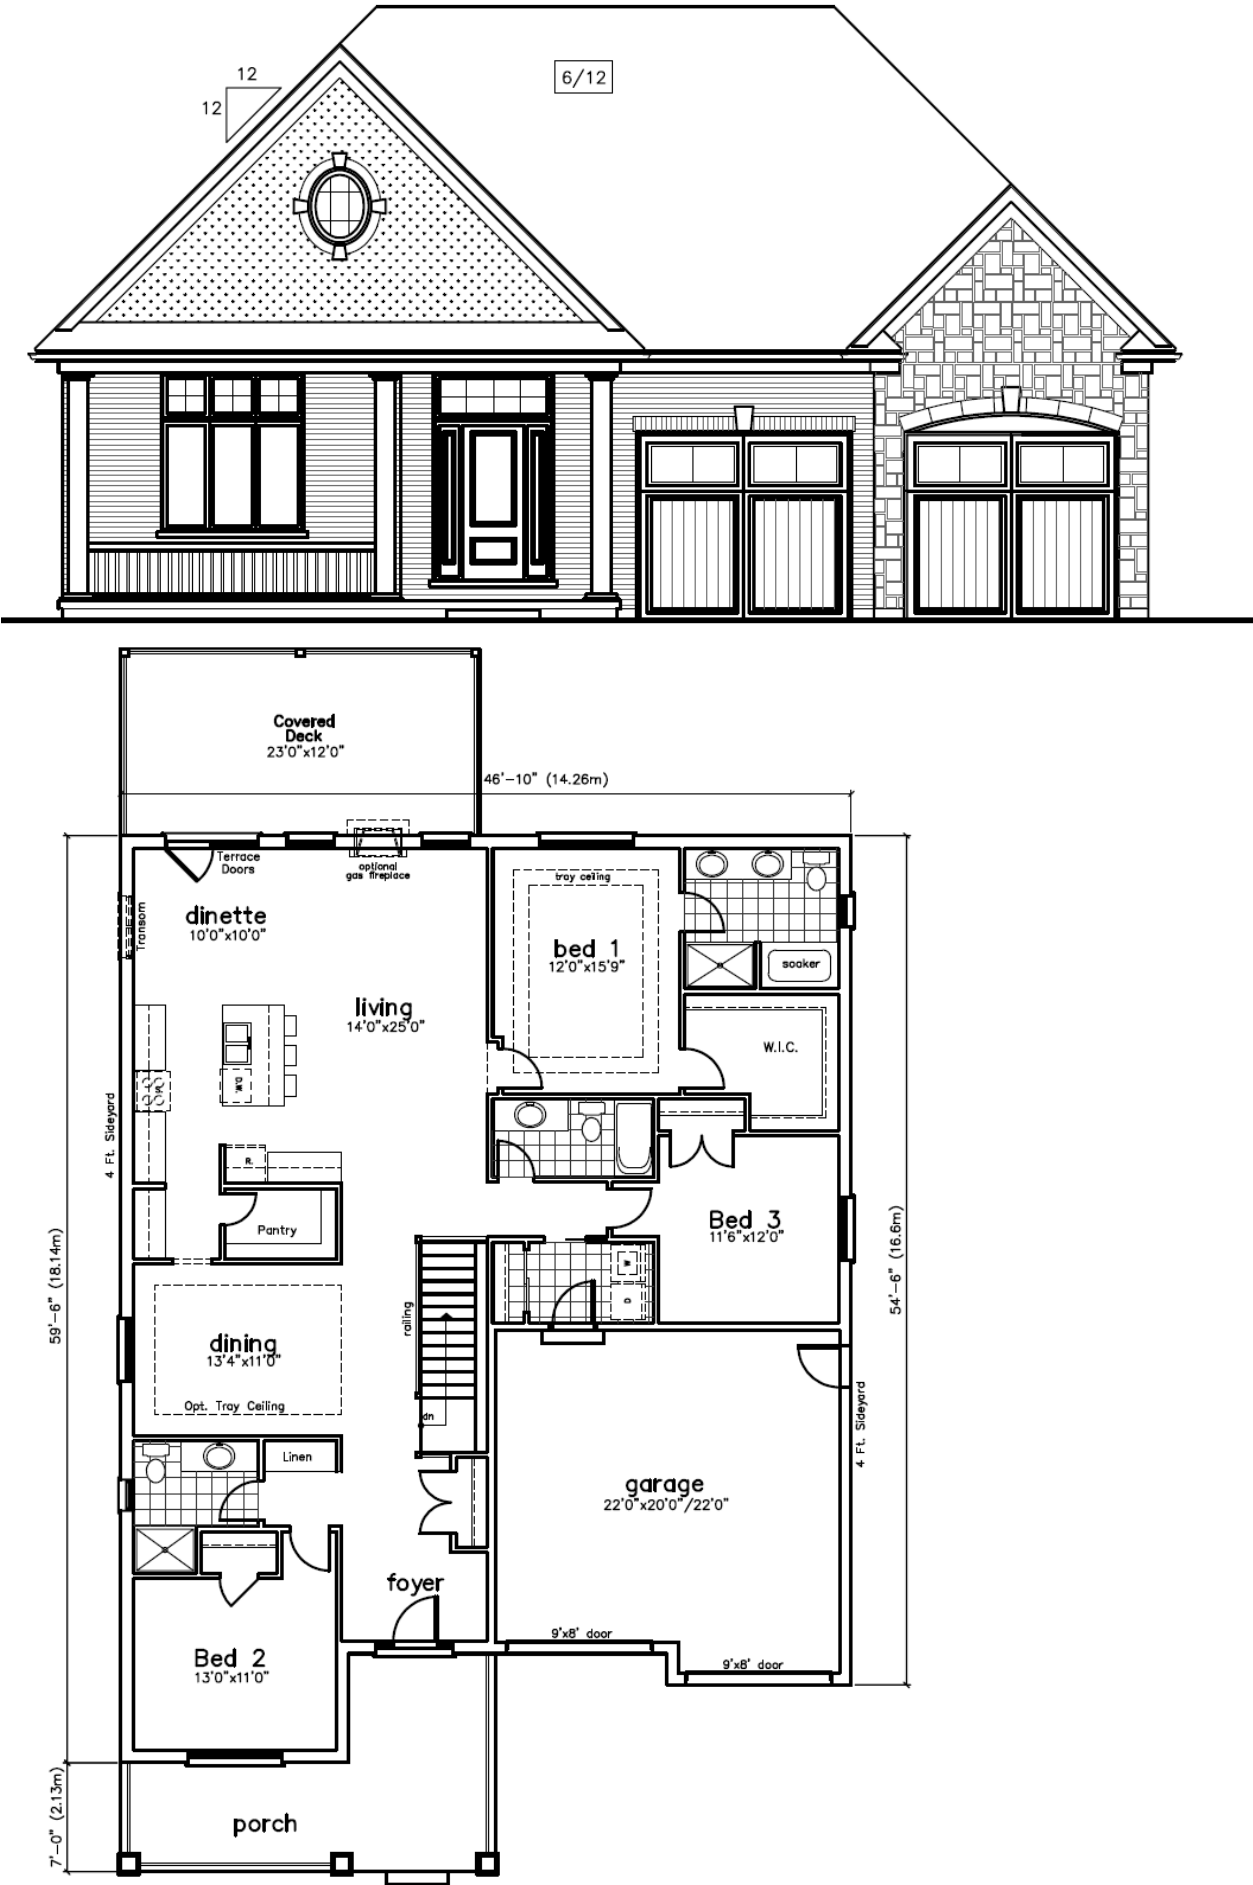 12
12
6/12
Covered
Deck
23'0"x12'0"
46'-10" (14.26m)
Terrace
Doors
optional
gas fireplace
tray ceiling
Transom
dinette
10'0"x10'0"
bed 1
12'0"x15'9"
soaker
living
14'0"x25'0"
W.I.C.
D.W.
4 Ft. Sideyard
R.
Pantry
Bed 3
11'6"x12'0"
W
D
59'-6" (18.14m)
54'-6" (16.6m)
railing
dining
13'4"x11'0"
Opt. Tray Ceiling
dn
4 Ft. Sideyard
Linen
garage
22'0"x20'0"/22'0"
foyer
9'x8' door
9'x8' door
Bed 2
13'0"x11'0"
7'-0" (2.13m)
porch